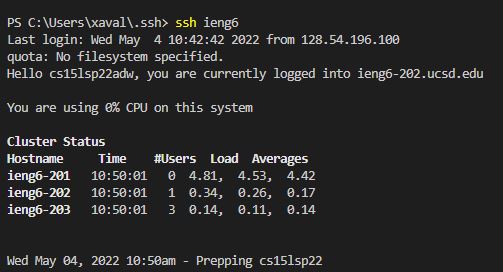 PS C:\Users\xaval\.ssh> ssh ieng6
Last login: Wed May  4 10:42:42 2022 from 128.54.196.100
quota: No filesystem specified.
Hello cs15lsp22adw, you are currently logged into ieng6-202.ucsd.edu
You are using 0% CPU on this system
Cluster Status
Hostname     Time    #Users  Load  Averages
ieng6-201   10:50:01   0  4.81,  4.53,  4.42
ieng6-202   10:50:01   1  0.34,  0.26,  0.17
ieng6-203   10:50:01   3  0.14,  0.11,  0.14
Wed May 04, 2022 10:50am - Prepping cs15lsp22